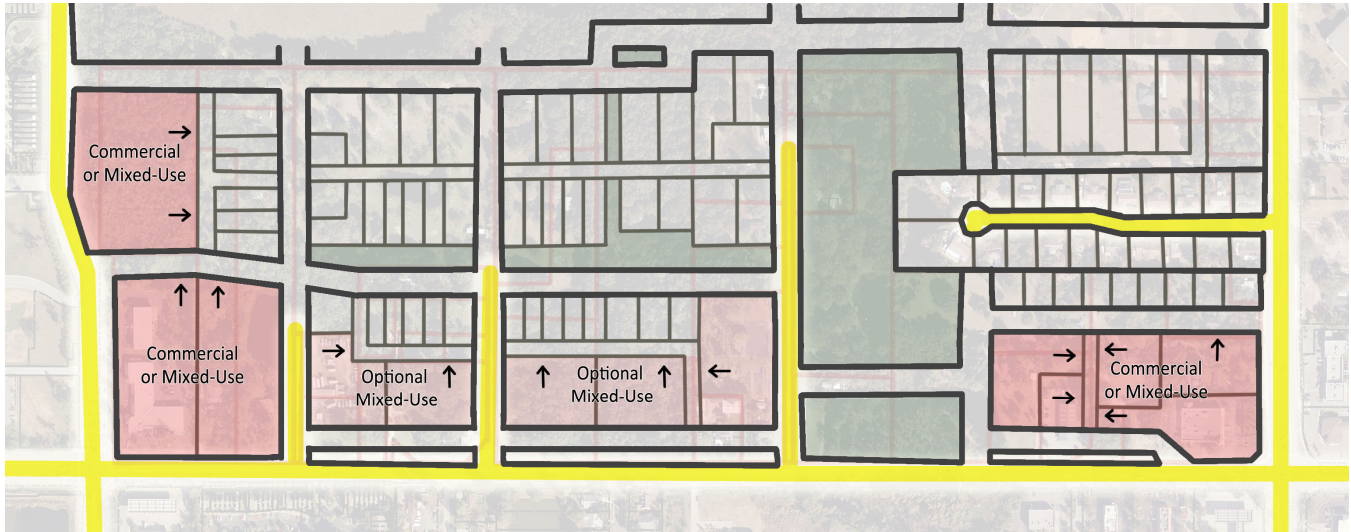 Commercial
or Mixed-Use
Commercial
or Mixed-Use
Optional
Mixed-Use
Optional
Mixed-Use
Commercial
or Mixed-Use